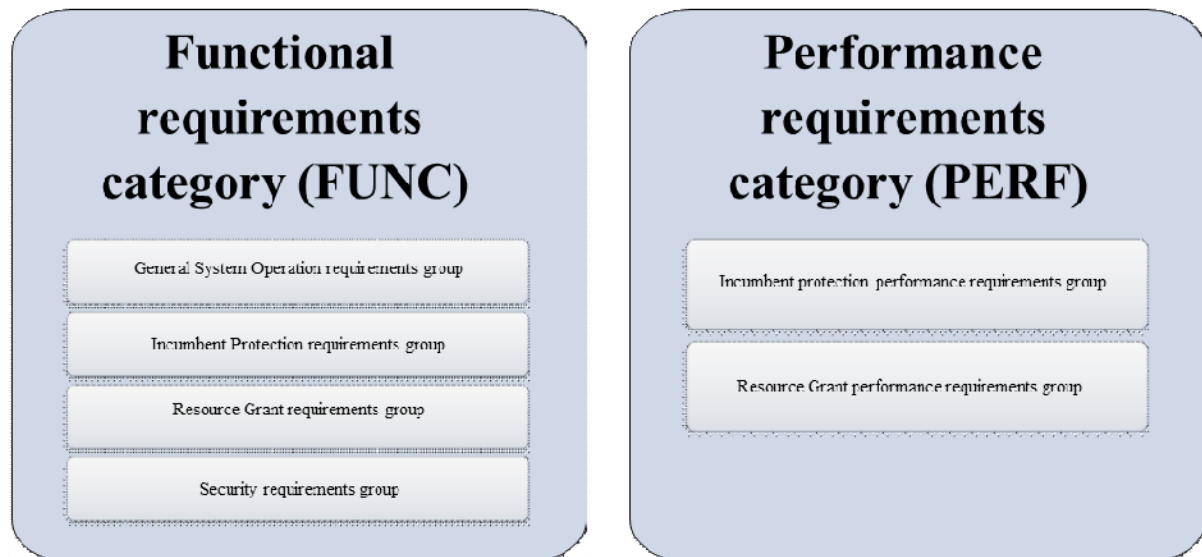 Functional
requirements
category (FUNC)
General System Operation requirements group
Incumbent Protection requirements group
Resource Grant requirements group
Security requirements group
Performance
requirements
category (PERF)
Incumbent protection performance requirements group
Resource Grant performance requirements group